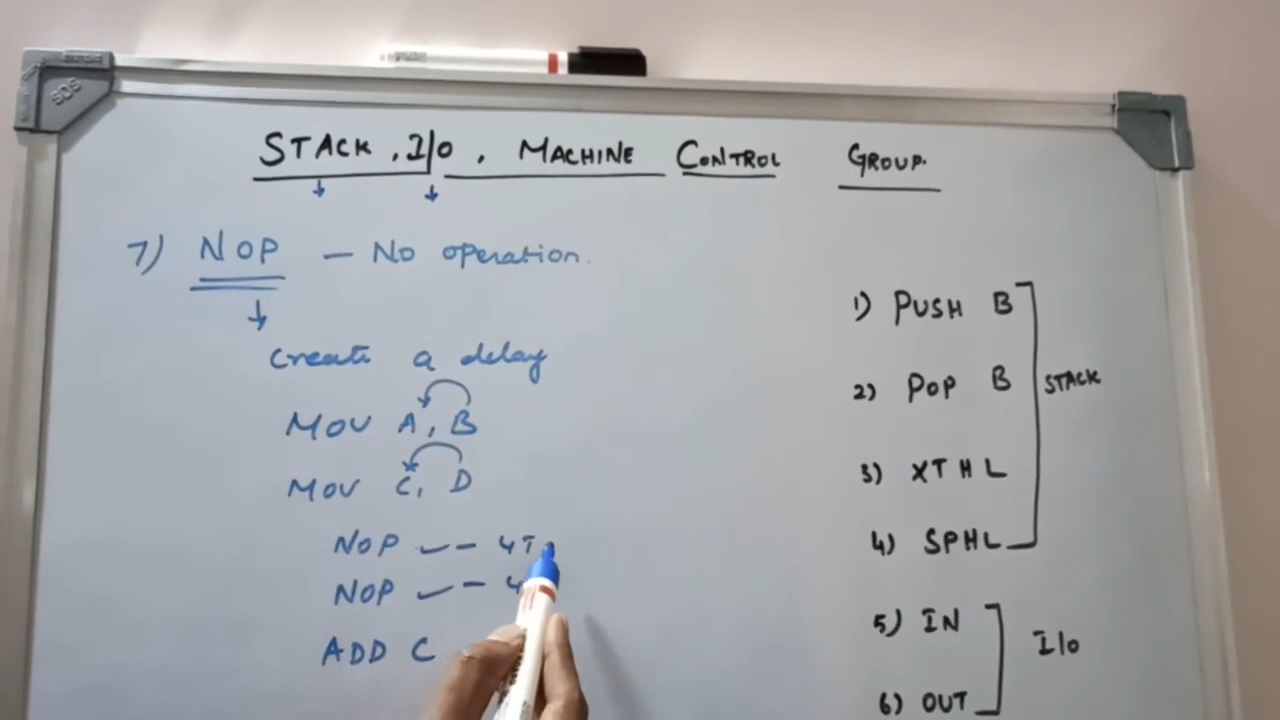 SOS
STACK, I/O, MACHINE CONTROL GROUP.
7) NOP — No operation.
create a delay
MOV A, B
MOV C, D
NOP ✓ – 4T
NOP ✓ – 4
ADD C
1) PUSH B
2) POP B
3) XTHL
4) SPHL
STACK
5) IN
6) OUT
I/O